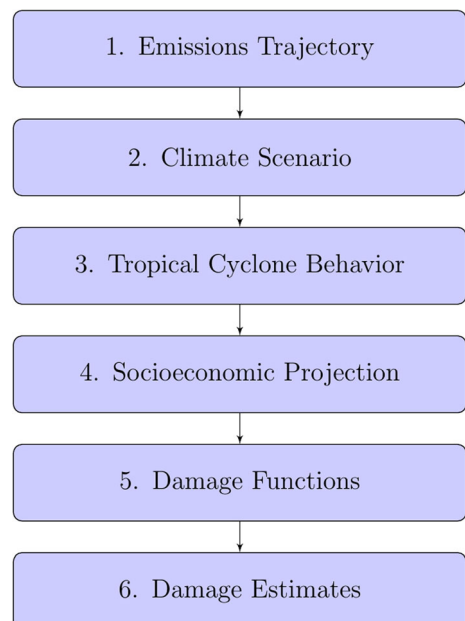 1. Emissions Trajectory
2. Climate Scenario
3. Tropical Cyclone Behavior
4. Socioeconomic Projection
5. Damage Functions
6. Damage Estimates